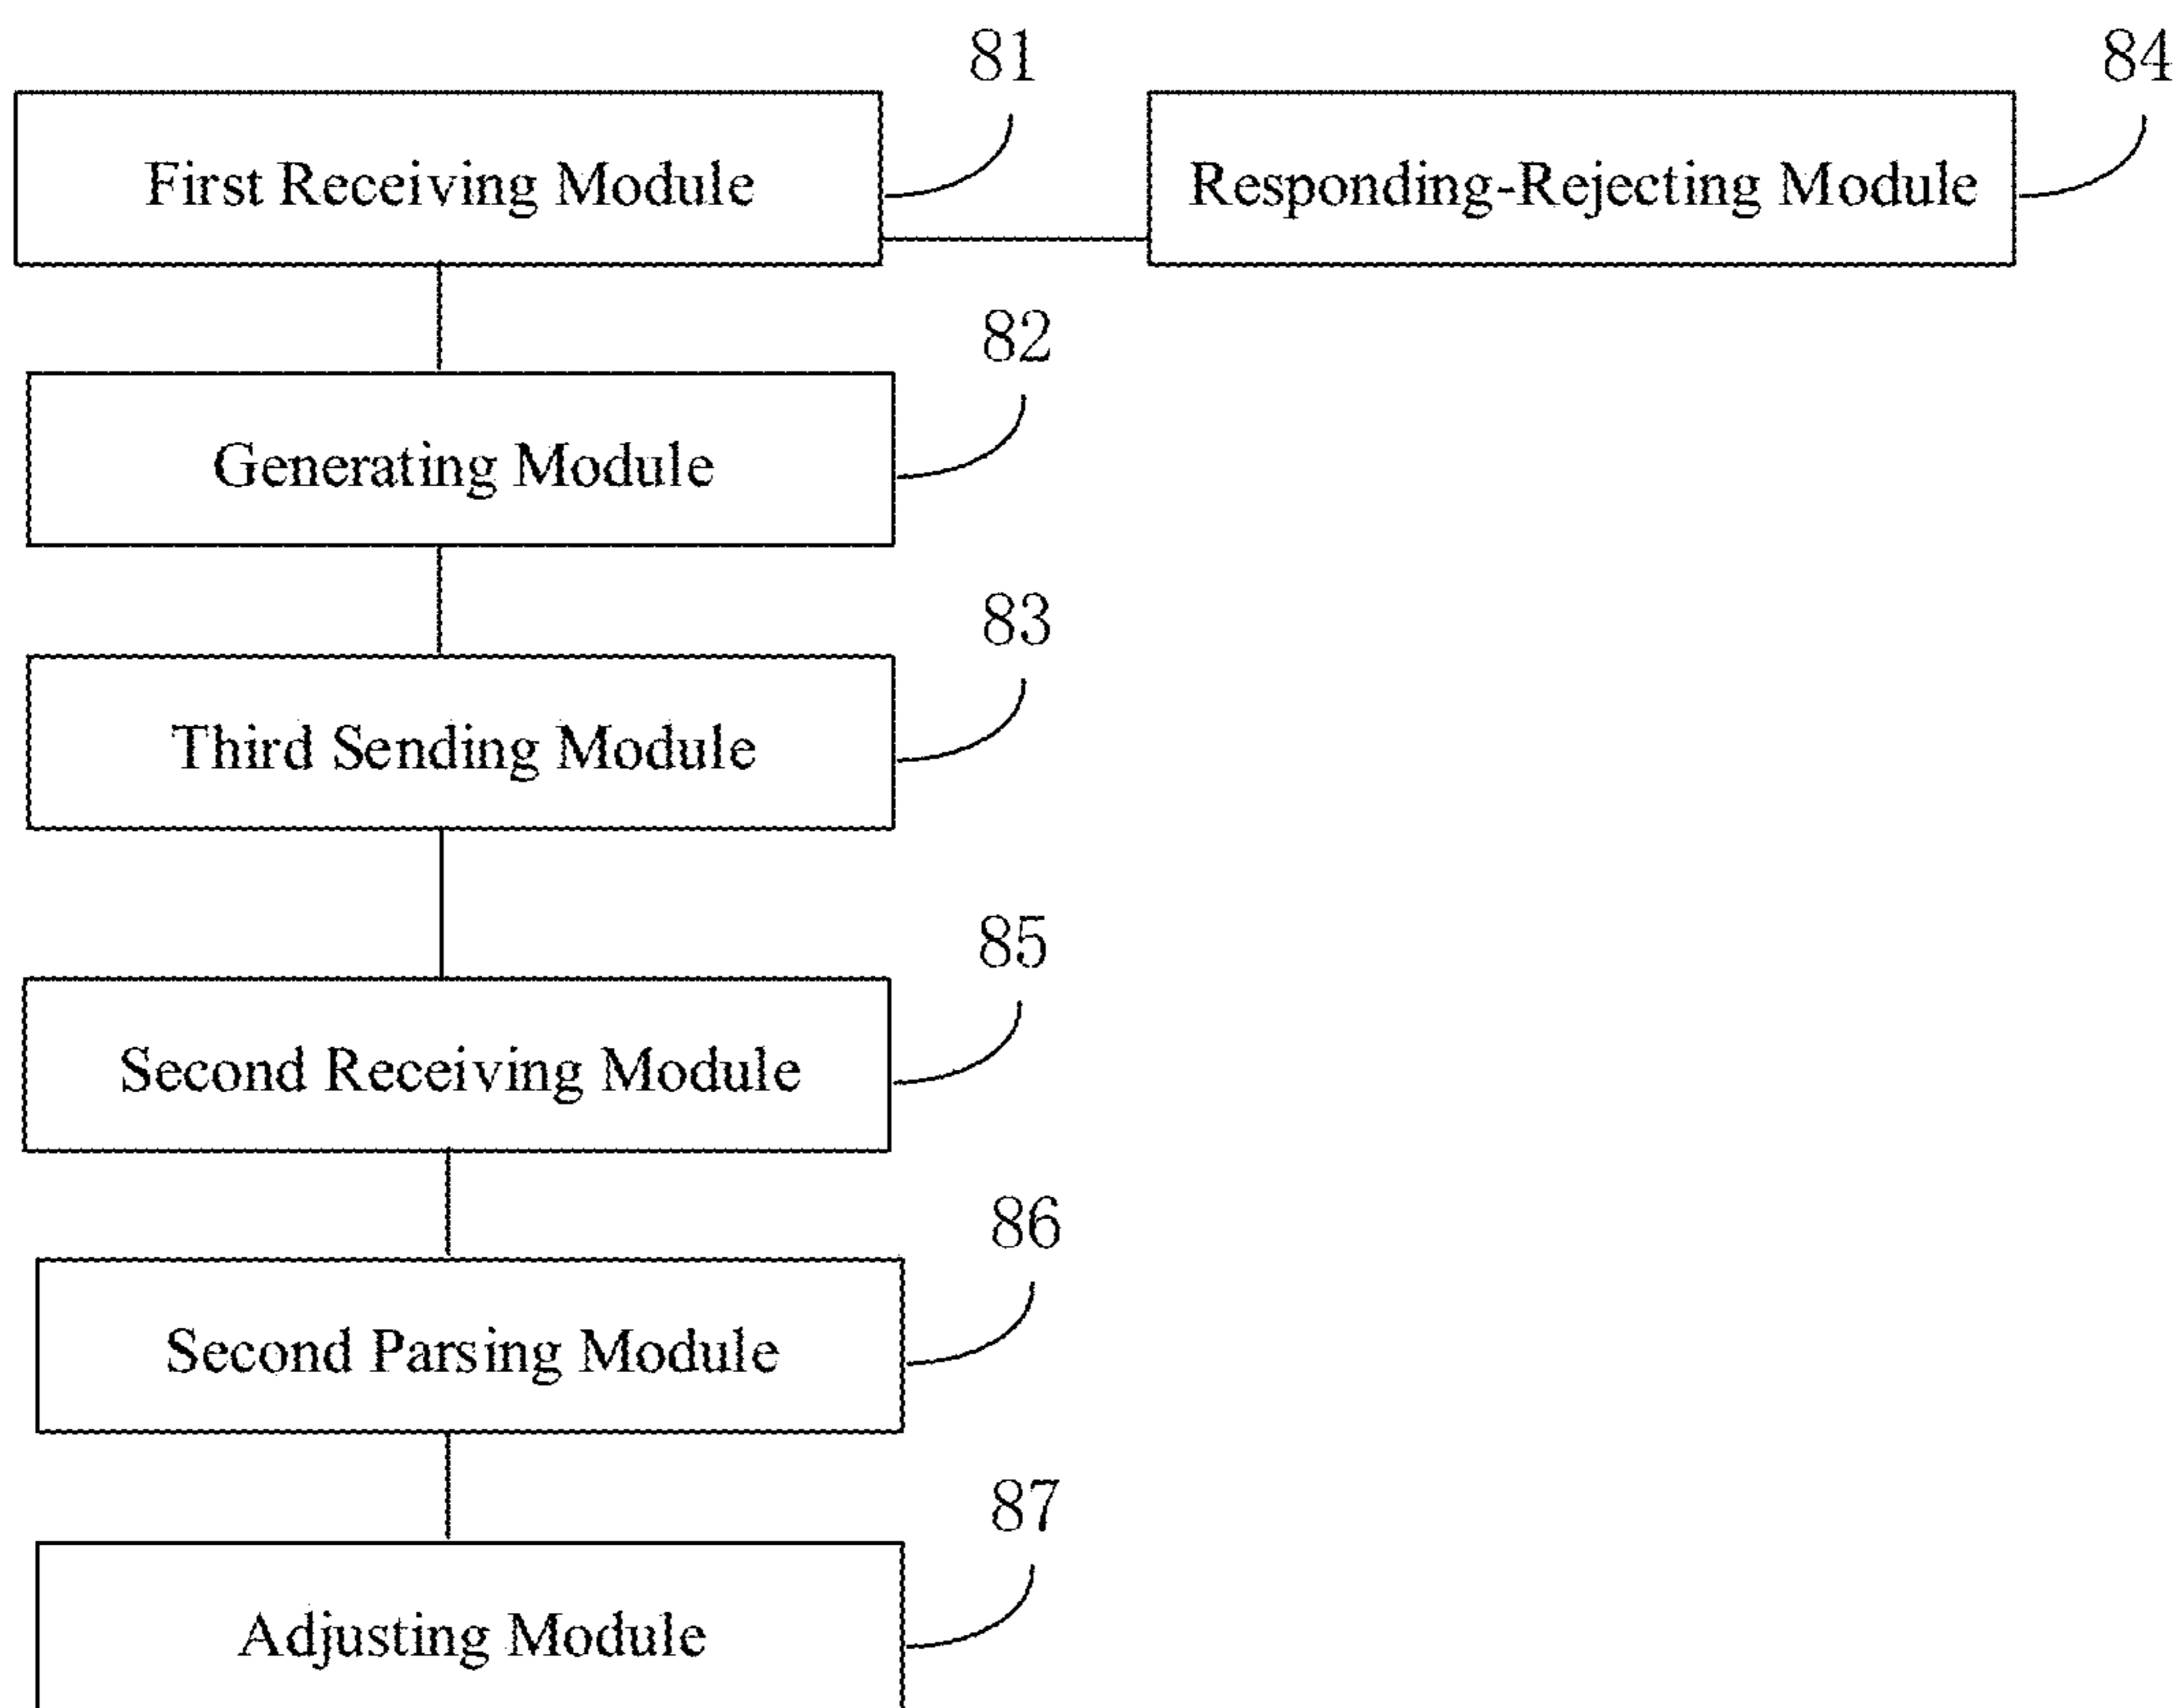 81
84
First Receiving Module
Responding-Rejecting Module
82
Generating Module
83
Third Sending Module
85
Second Receiving Module
86
Second Parsing Module
87
Adjusting Module